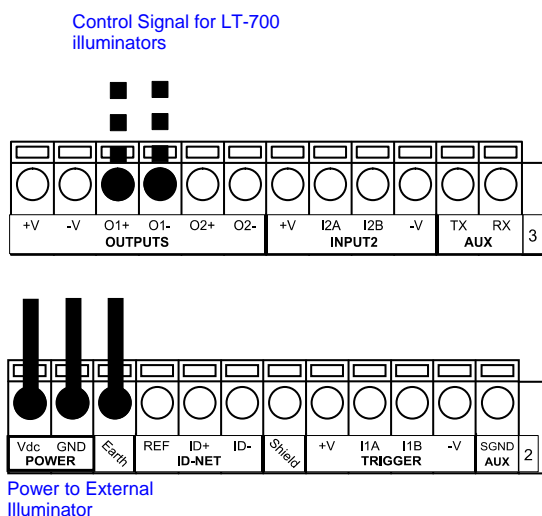 Control Signal for LT-700
illuminators
+V -V O1+ O1- O2+ O2- +V I2A I2B -V TX RX
OUTPUTS INPUT2 AUX 3
Vdc GND Earth REF ID+ ID- Shield +V I1A I1B -V SGND
POWER ID-NET TRIGGER AUX 2
Power to External
Illuminator